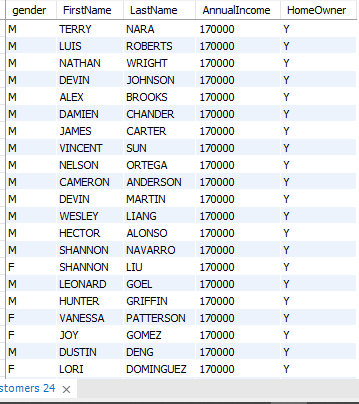 gender FirstName LastName AnnualIncome HomeOwner
M TERRY NARA 170000 Y
M LUIS ROBERTS 170000 Y
M NATHAN WRIGHT 170000 Y
M DEVIN JOHNSON 170000 Y
M ALEX BROOKS 170000 Y
M DAMIEN CHANDER 170000 Y
M JAMES CARTER 170000 Y
M VINCENT SUN 170000 Y
M NELSON ORTEGA 170000 Y
M CAMERON ANDERSON 170000 Y
M DEVIN MARTIN 170000 Y
M WESLEY LIANG 170000 Y
M HECTOR ALONSO 170000 Y
M SHANNON NAVARRO 170000 Y
F SHANNON LIU 170000 Y
M LEONARD GOEL 170000 Y
M HUNTER GRIFFIN 170000 Y
F VANESSA PATTERSON 170000 Y
F JOY GOMEZ 170000 Y
M DUSTIN DENG 170000 Y
F LORI DOMINGUEZ 170000 Y
stomers 24